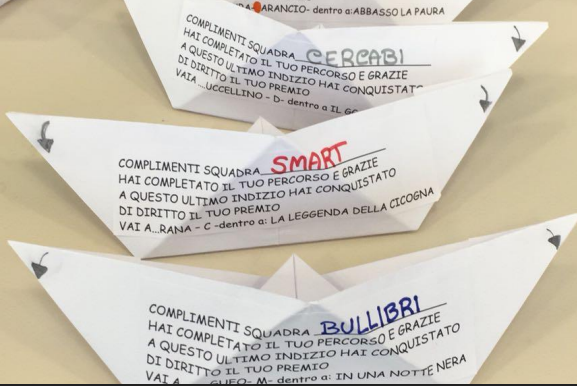 ARANCIO- dentro a: ABBASSO LA PAURA
COMPLIMENTI SQUADRA CERCABI
HAI COMPLETATO IL TUO PERCORSO E GRAZIE
A QUESTO ULTIMO INDIZIO HAI CONQUISTATO
DI DIRITTO IL TUO PREMIO
VAI A ...UCCELLINO - D- dentro a IL
COMPLIMENTI SQUADRA SMART
HAI COMPLETATO IL TUO PERCORSO E GRAZIE
A QUESTO ULTIMO INDIZIO HAI CONQUISTATO
DI DIRITTO IL TUO PREMIO
VAI A...RANA - C -dentro a: LA LEGGENDA DELLA CICOGNA
COMPLIMENTI SQUADRA BULLIBRI
HAI COMPLETATO IL TUO PERCORSO E GRAZIE
A QUESTO ULTIMO INDIZIO HAI CONQUISTATO
DI DIRITTO IL TUO PREMIO
VAI A - M- dentro a: IN UNA NOTTE NERA